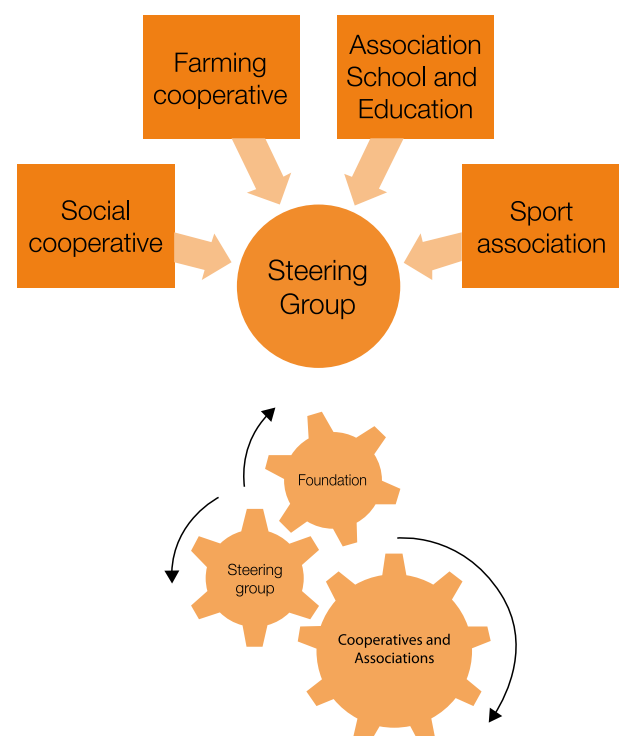 Farming
cooperative
Association
School and
Education
Social
cooperative
Sport
association
Steering
Group
Foundation
Steering
group
Cooperatives and
Associations